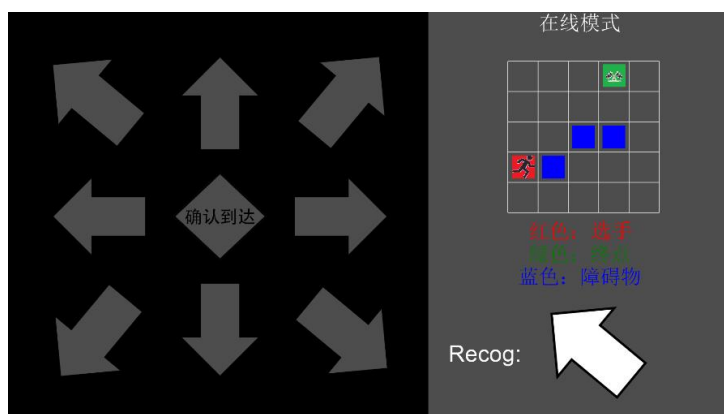 在线模式
确认到达
红色：选手
绿色：终点
蓝色：障碍物
Recog: